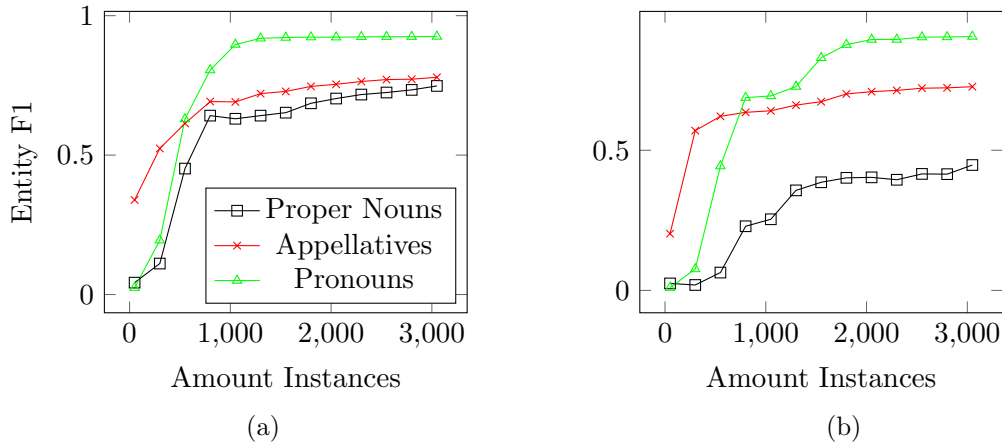 1
0.5
0
Entity F1
Proper Nouns
Appellatives
Pronouns
0 1,000 2,000 3,000
Amount Instances
(a)
0.5
0
0 1,000 2,000 3,000
Amount Instances
(b)